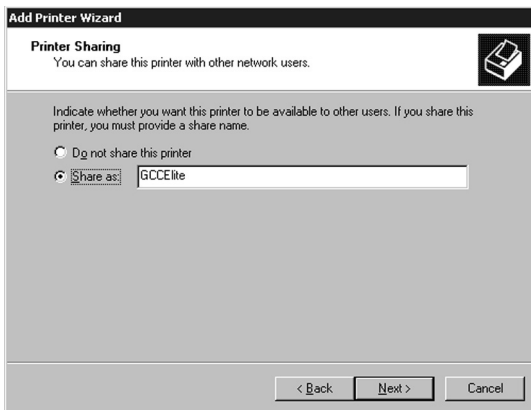 Add Printer Wizard
Printer Sharing
You can share this printer with other network users.
Indicate whether you want this printer to be available to other users. If you share this
printer, you must provide a share name.
Do not share this printer
Share as: GCCElite
< Back Next > Cancel